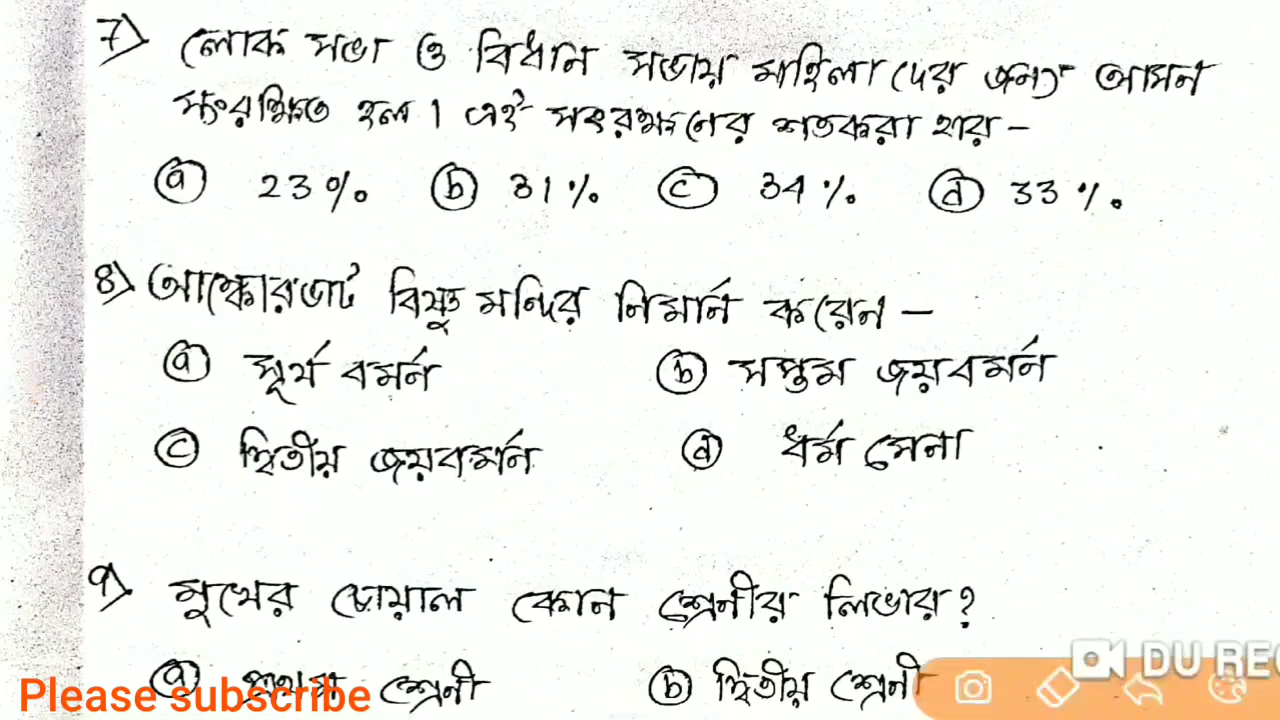 7) লোক সভা ও বিধান সভায় মহিলাদের জন্য আসন
সংরক্ষিত হল। এই সংরক্ষনের শতকরা হার –
(a) 23% (b) 31% (c) 34% (d) 33%
8) আঙ্কোরভাট বিষ্ণু মন্দির নির্মান করেন –
(a) সূর্য বর্মন (b) সপ্তম জয়বর্মন
(c) দ্বিতীয় জয়বর্মন (d) ধর্ম সেনা
9) মুখের চোয়াল কোন শ্রেনীর লিভার?
(a) প্রথম শ্রেনী (b) দ্বিতীয় শ্রেনী
Please subscribe
DU REC